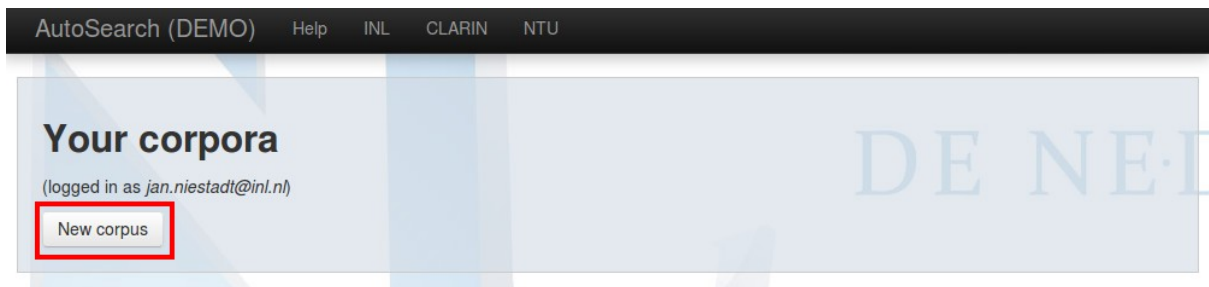 AutoSearch (DEMO) Help INL CLARIN NTU
Your corpora
DE NE
(logged in as jan.niestadt@inl.nl)
New corpus